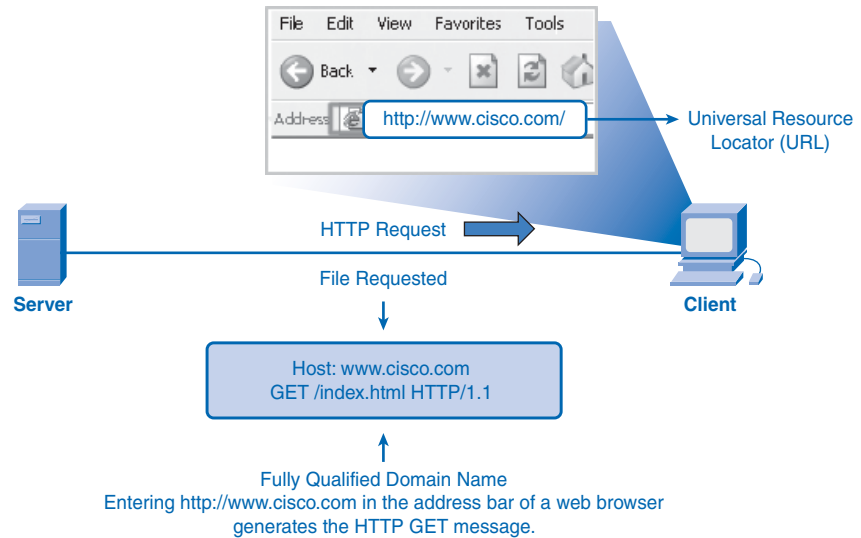 File Edit View Favorites Tools
Back
Address
http://www.cisco.com/
Universal Resource
Locator (URL)
HTTP Request
File Requested
Server
Client
Host: www.cisco.com
GET /index.html HTTP/1.1
Fully Qualified Domain Name
Entering http://www.cisco.com in the address bar of a web browser
generates the HTTP GET message.